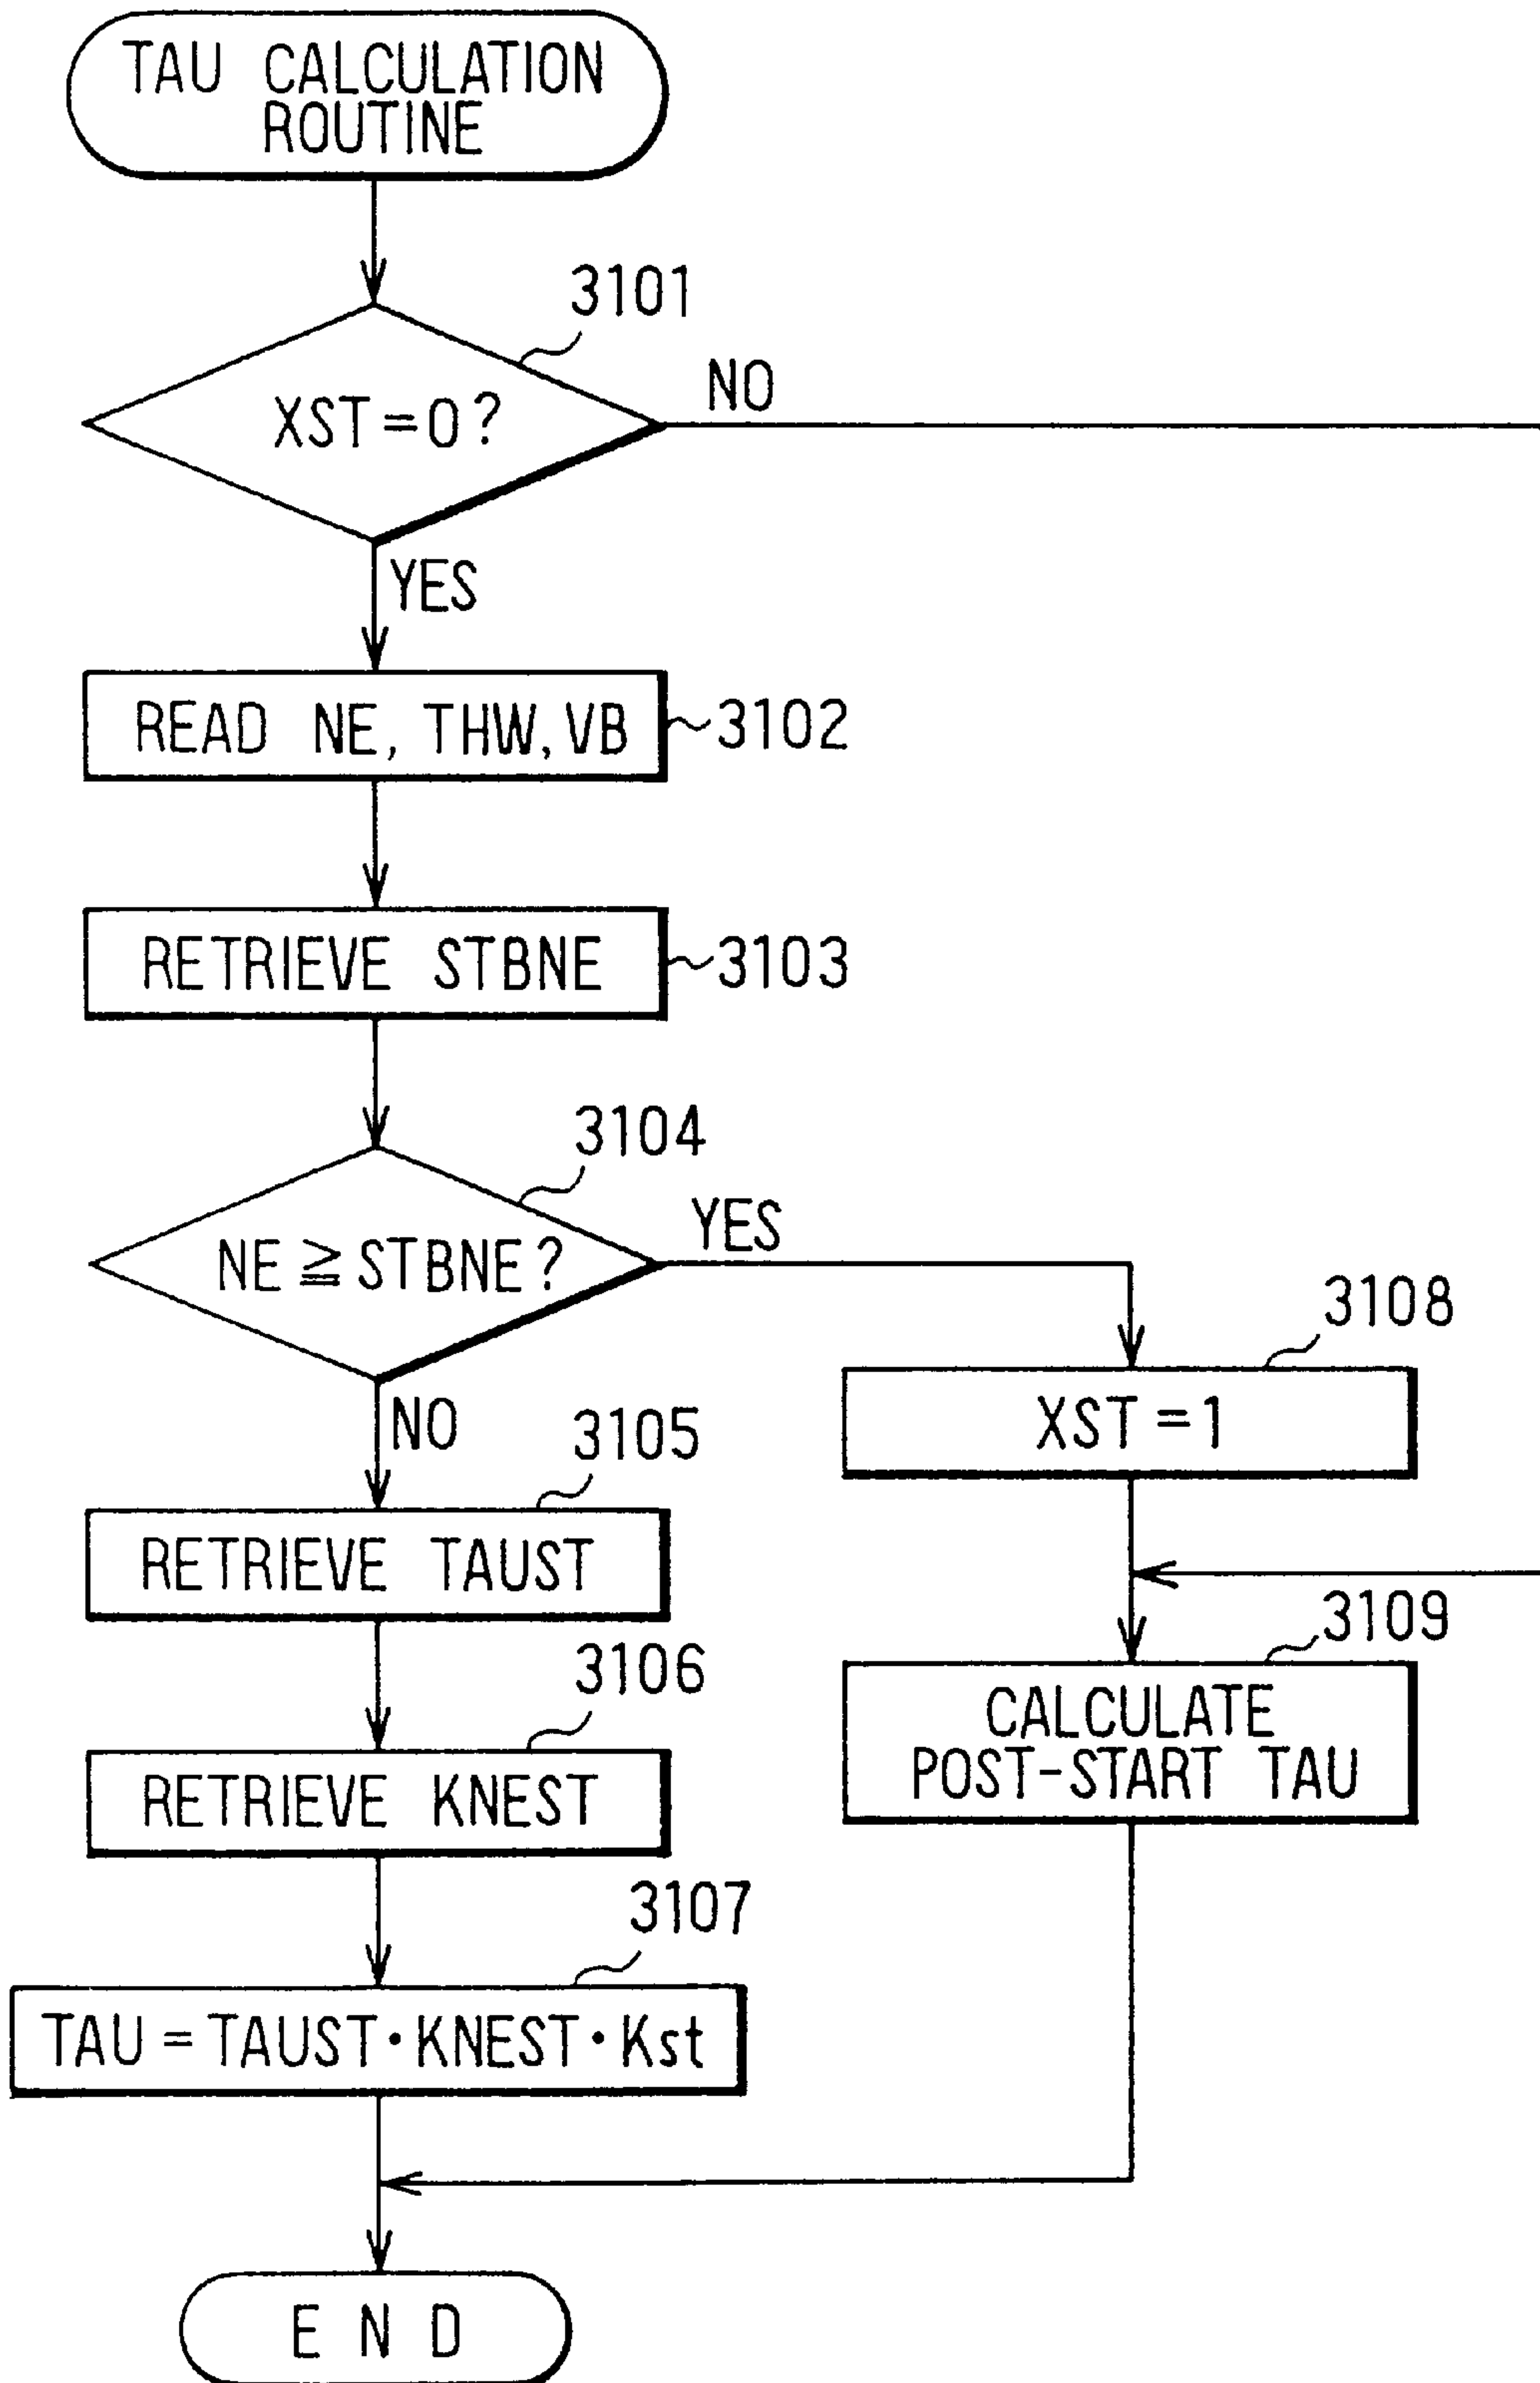 TAU CALCULATION
ROUTINE
3101
XST=0?
NO
YES
READ NE, THW, VB
3102
RETRIEVE STBNE
3103
3104
NE≧STBNE?
YES
NO
3108
XST=1
3105
RETRIEVE TAUST
3109
CALCULATE
POST-START TAU
3106
RETRIEVE KNEST
3107
TAU=TAUST·KNEST·Kst
END